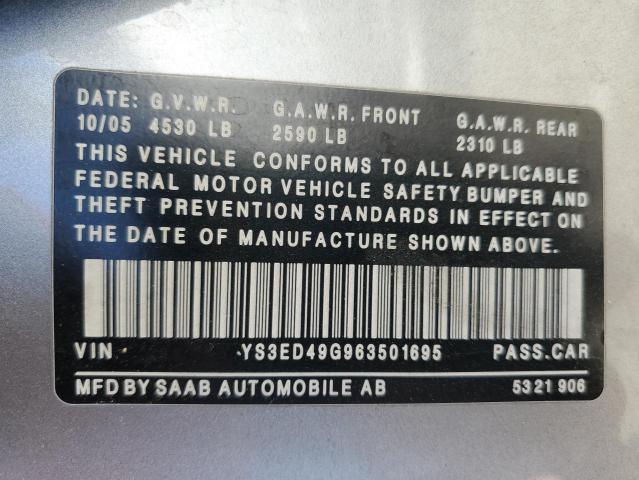 DATE: G.V.W.R. G.A.W.R. FRONT G.A.W.R. REAR
10/05 4530 LB 2590 LB 2310 LB
THIS VEHICLE CONFORMS TO ALL APPLICABLE
FEDERAL MOTOR VEHICLE SAFETY BUMPER AND
THEFT PREVENTION STANDARDS IN EFFECT ON
THE DATE OF MANUFACTURE SHOWN ABOVE.
VIN YS3ED49G963501695 PASS.CAR
MFD BY SAAB AUTOMOBILE AB 5321906